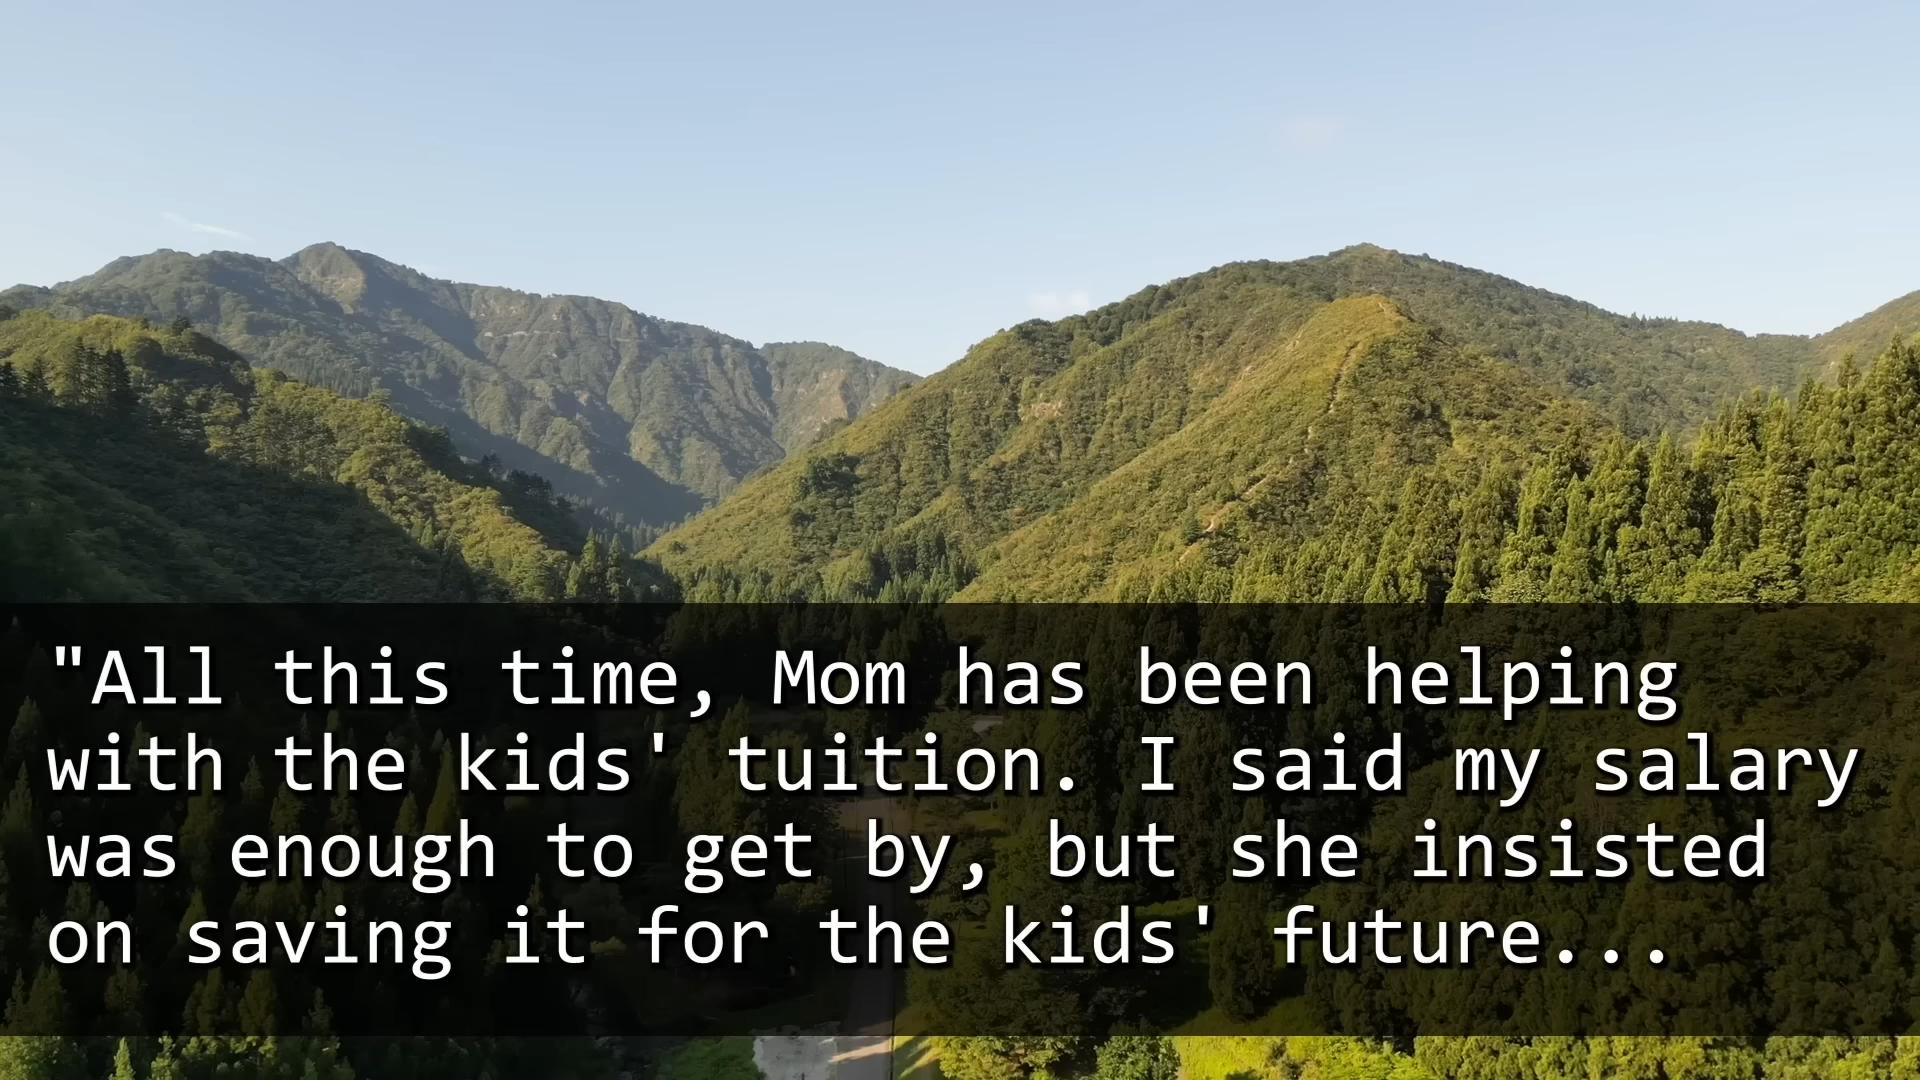 "All this time, Mom has been helping
with the kids' tuition. I said my salary
was enough to get by, but she insisted
on saving it for the kids' future...